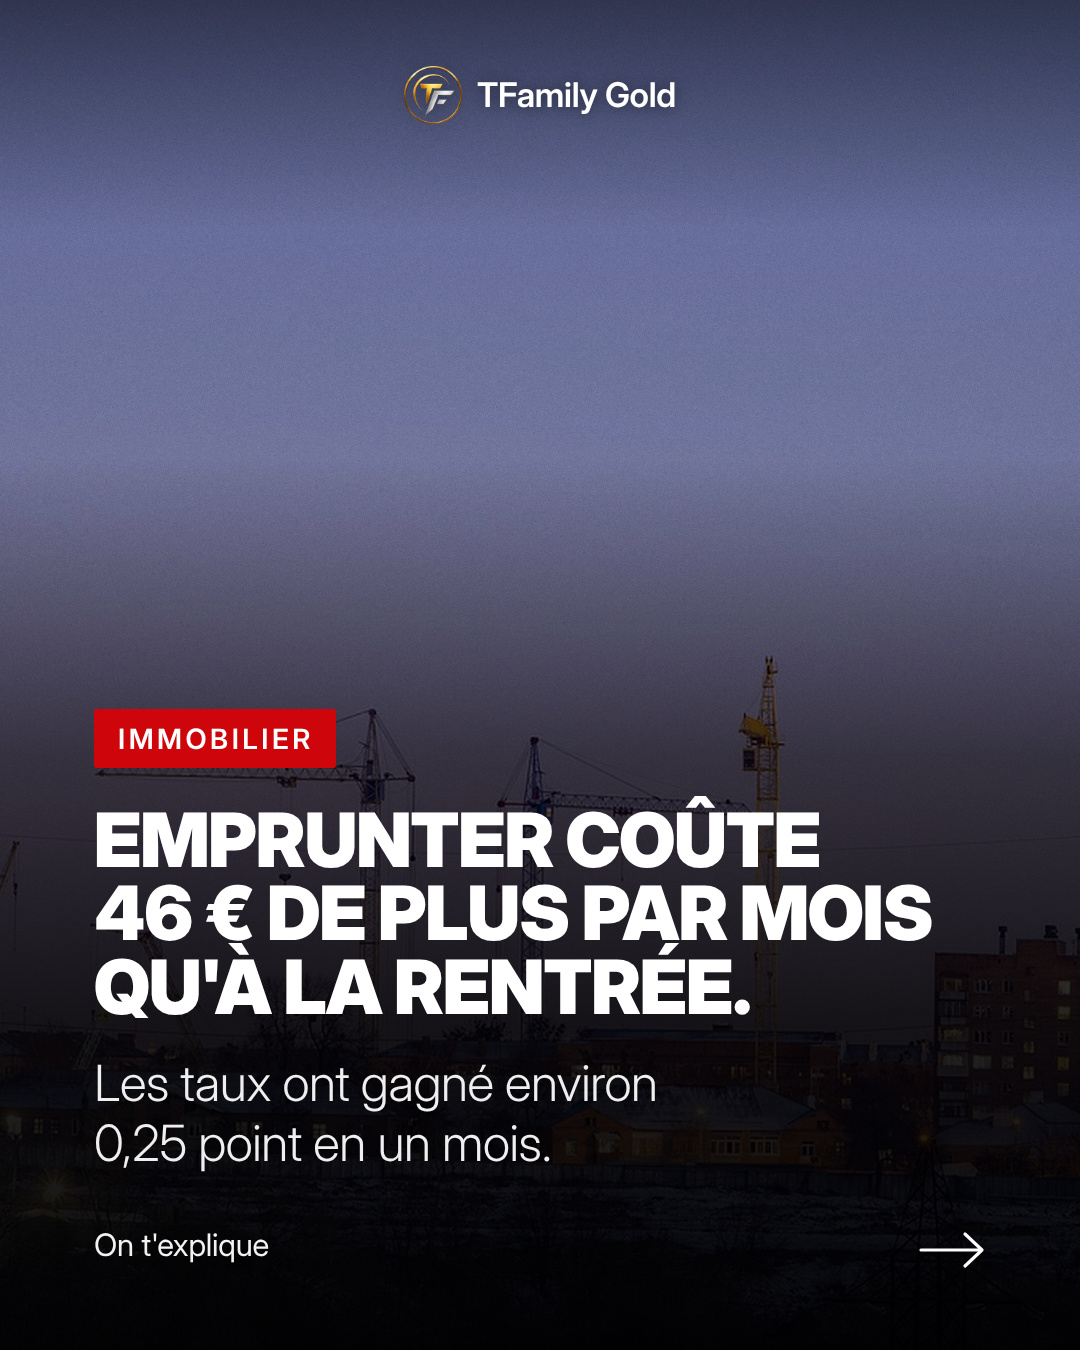 TFamily Gold
IMMOBILIER
EMPRUNTER COÛTE
46 € DE PLUS PAR MOIS
QU'À LA RENTRÉE.
Les taux ont gagné environ
0,25 point en un mois.
On t'explique